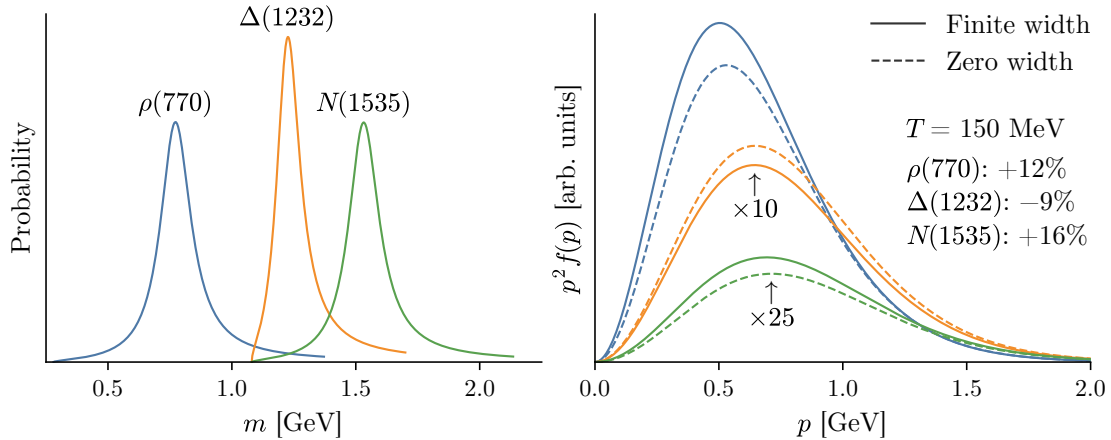 Δ(1232)
ρ(770)
N(1535)
Probability
0.5
1.0
1.5
2.0
m [GeV]
Finite width
Zero width
T = 150 MeV
ρ(770): +12%
Δ(1232): −9%
N(1535): +16%
↑
×10
↑
×25
p² f(p) [arb. units]
0.0
0.5
1.0
1.5
2.0
p [GeV]